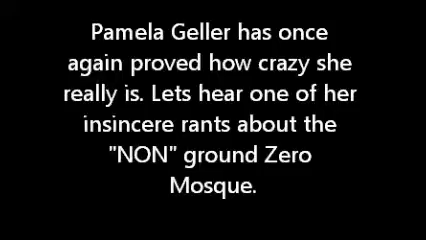 Pamela Geller has once
again proved how crazy she
really is. Lets hear one of her
insincere rants about the
"NON" ground Zero
Mosque.